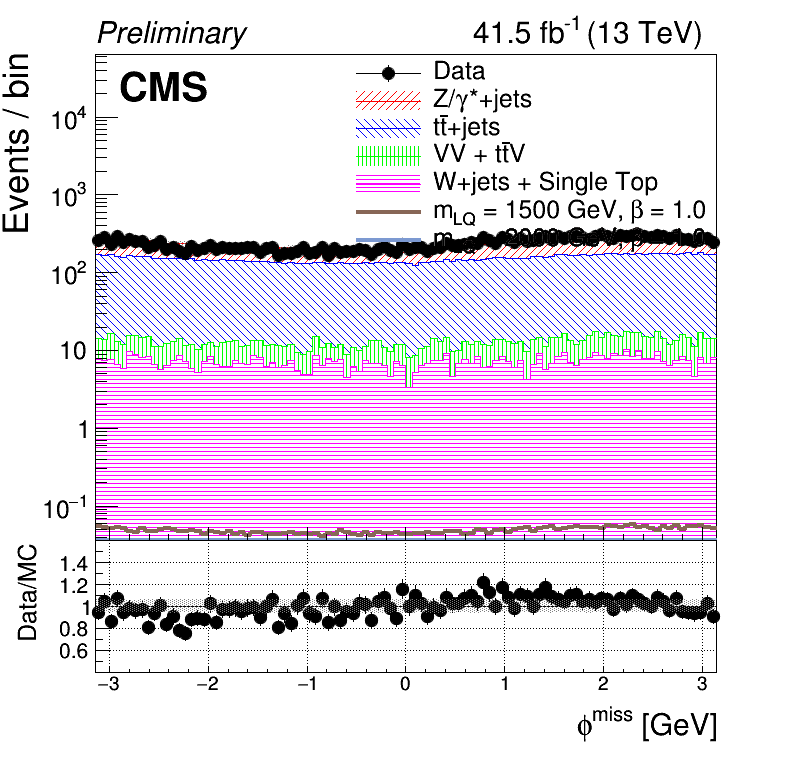 Preliminary 41.5 fb⁻¹ (13 TeV)
CMS
Data
Z/γ*+jets
tt̄+jets
VV + tt̄V
W+jets + Single Top
m_LQ = 1500 GeV, β = 1.0
Events / bin
10⁴
10³
10²
10
1
10⁻¹
Data/MC
1.4
1.2
1
0.8
0.6
−3 −2 −1 0 1 2 3
ϕ^miss [GeV]